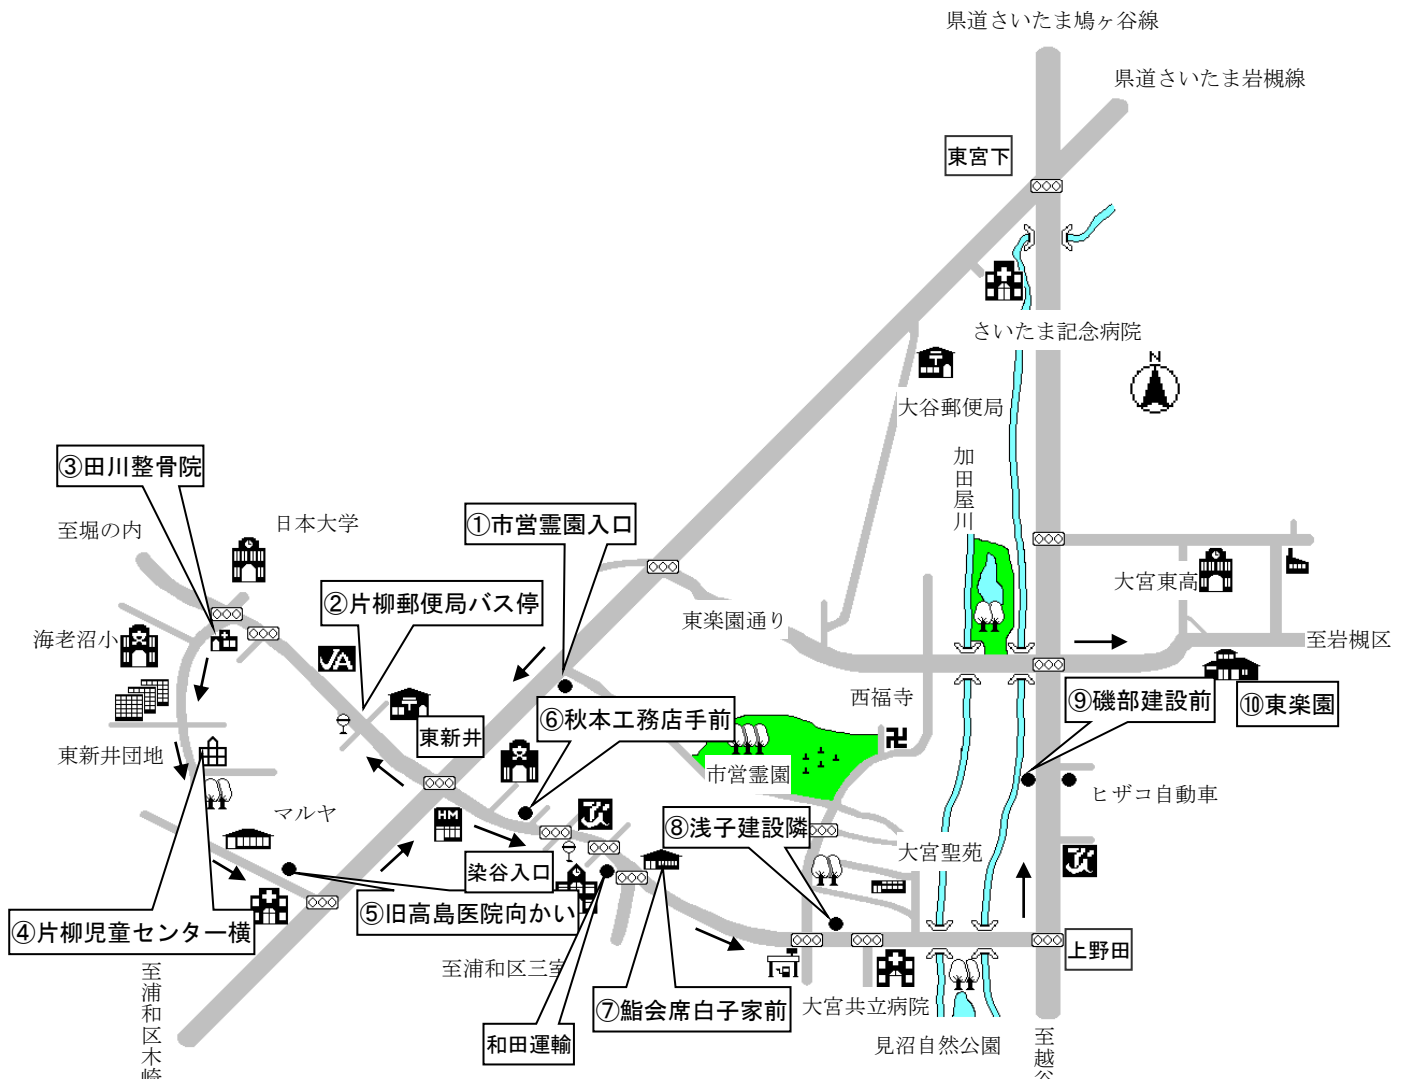 県道さいたま鳩ヶ谷線
県道さいたま岩槻線
東宮下
さいたま記念病院
N
大谷郵便局
加田屋川
③田川整骨院
①市営霊園入口
至堀の内
日本大学
②片柳郵便局バス停
大宮東高
東楽園通り
海老沼小
至岩槻区
JA
西福寺
⑨磯部建設前
⑩東楽園
⑥秋本工務店手前
東新井
東新井団地
市営霊園
ヒザコ自動車
マルヤ
HM
⑧浅子建設隣
大宮聖苑
染谷入口
⑤旧高島医院向かい
④片柳児童センター横
上野田
至浦和区三室
至浦和区木崎
⑦鮨会席白子家前
大宮共立病院
和田運輸
見沼自然公園
至越谷